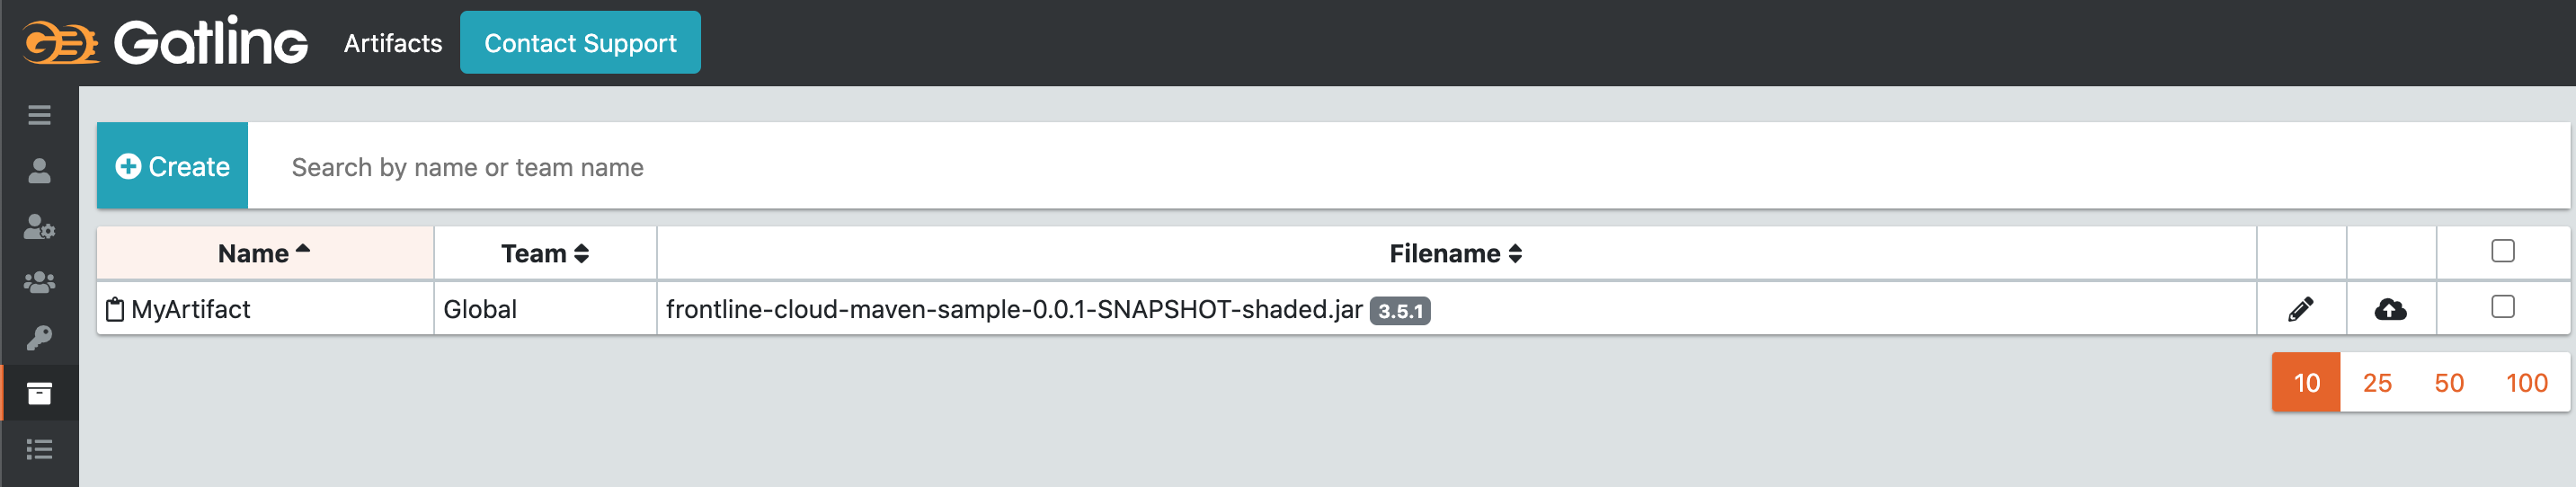 Gatling Artifacts Contact Support
Create Search by name or team name
Name Team Filename
MyArtifact Global frontline-cloud-maven-sample-0.0.1-SNAPSHOT-shaded.jar 3.5.1
10 25 50 100